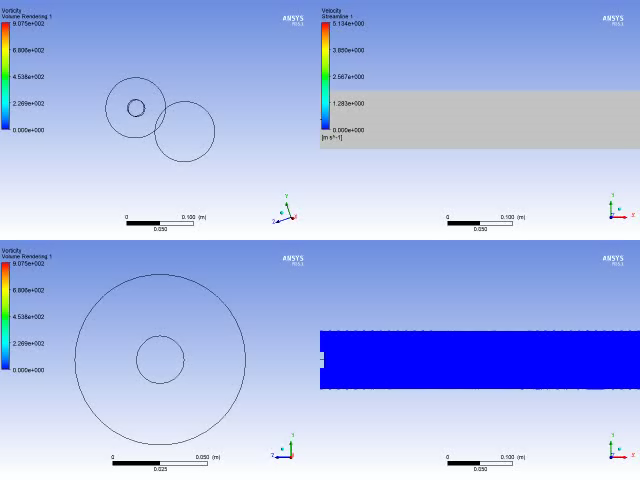 Vorticity
Volume Rendering 1
9.075e+002
6.806e+002
4.538e+002
2.269e+002
0.000e+000
ANSYS
R15.0
Y
Z
X
0
0.100 (m)
0.050
Velocity
Streamline 1
5.134e+000
3.850e+000
2.567e+000
1.283e+000
0.000e+000
[m s^-1]
ANSYS
R15.0
Y
X
0
0.100 (m)
0.050
Vorticity
Volume Rendering 1
9.075e+002
6.806e+002
4.538e+002
2.269e+002
0.000e+000
ANSYS
R15.0
Y
Z
0
0.050 (m)
0.025
ANSYS
R15.0
Y
X
0
0.100 (m)
0.050